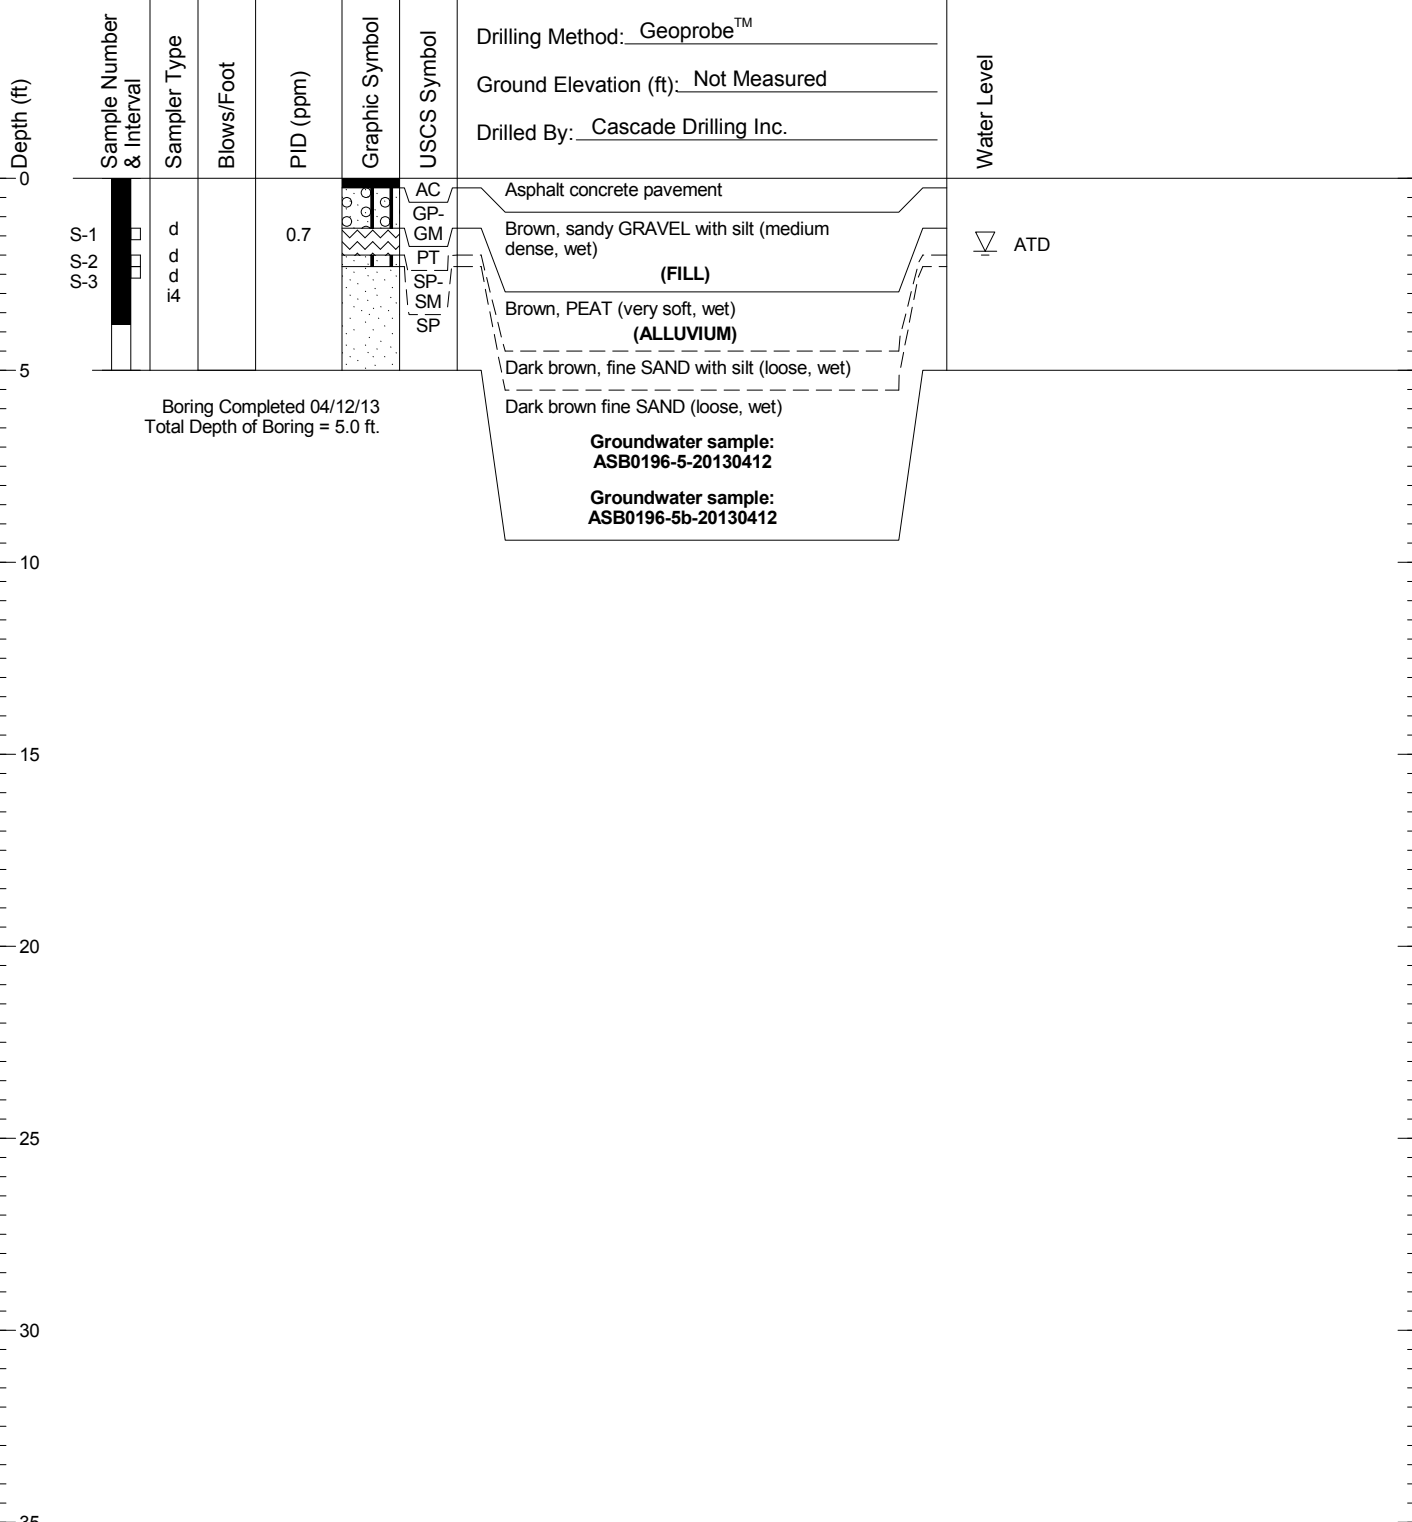 Depth (ft)
Sample Number
& Interval
Sampler Type
Blows/Foot
PID (ppm)
Graphic Symbol
USCS Symbol
Drilling Method: Geoprobe™
Ground Elevation (ft): Not Measured
Drilled By: Cascade Drilling Inc.
Water Level
0
AC
Asphalt concrete pavement
GP-
GM
Brown, sandy GRAVEL with silt (medium
dense, wet)
(FILL)
S-1
d
0.7
ATD
S-2
d
PT
S-3
d
SP-
SM
i4
Brown, PEAT (very soft, wet)
(ALLUVIUM)
SP
Dark brown, fine SAND with silt (loose, wet)
5
Boring Completed 04/12/13
Total Depth of Boring = 5.0 ft.
Dark brown fine SAND (loose, wet)
Groundwater sample:
ASB0196-5-20130412
Groundwater sample:
ASB0196-5b-20130412
10
15
20
25
30
35